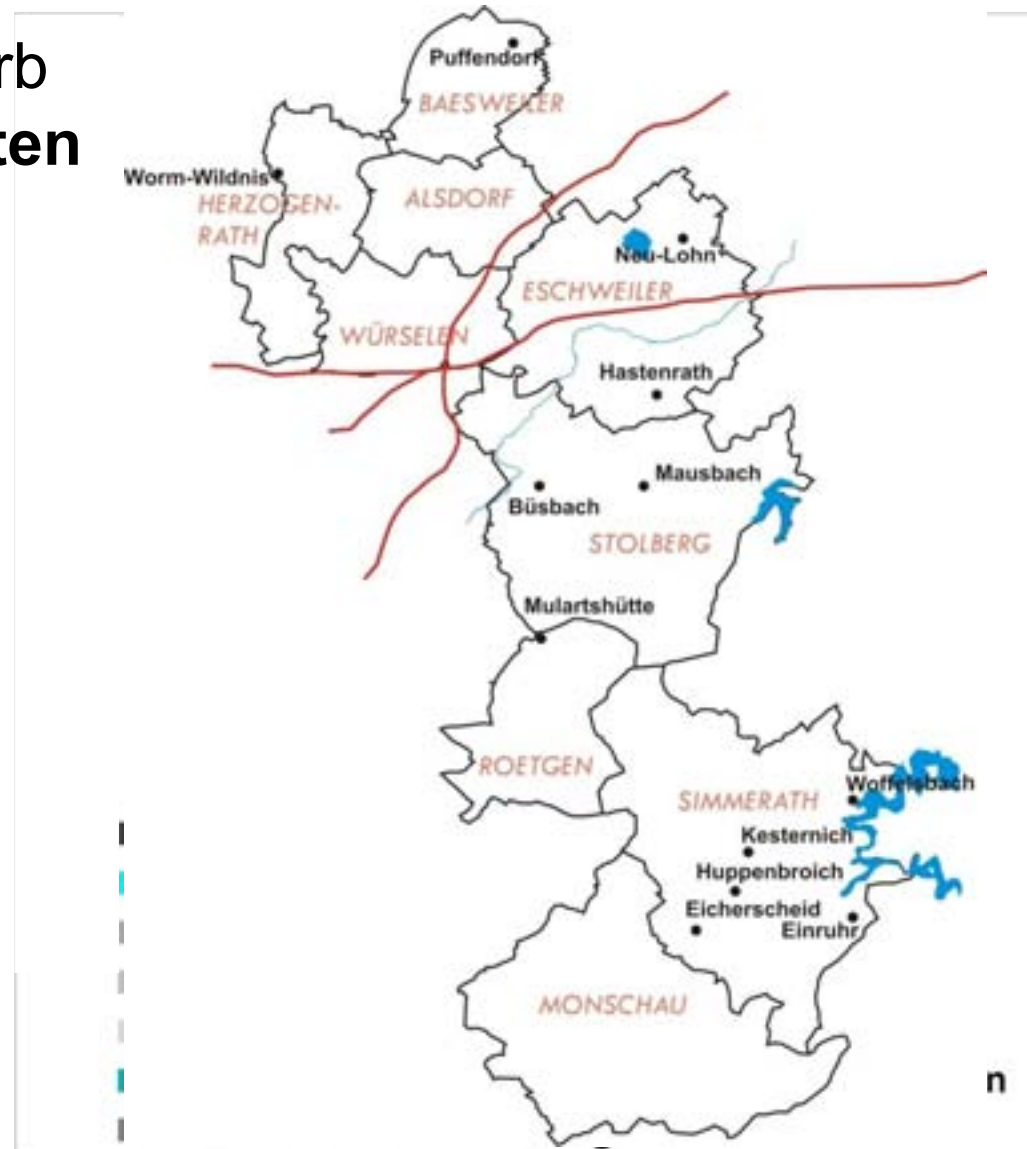 rb
ten
Puffendorf
BAESWEILER
Worm-Wildnis
HERZOGEN-
RATH
ALSDORF
Neu-Lohn
ESCHWEILER
WÜRSELEN
Hastenrath
Mausbach
Büsbach
STOLBERG
Mulartshütte
ROETGEN
Woffelsbach
SIMMERATH
Kesternich
Huppenbroich
Eicherscheid
Einruhr
MONSCHAU
n